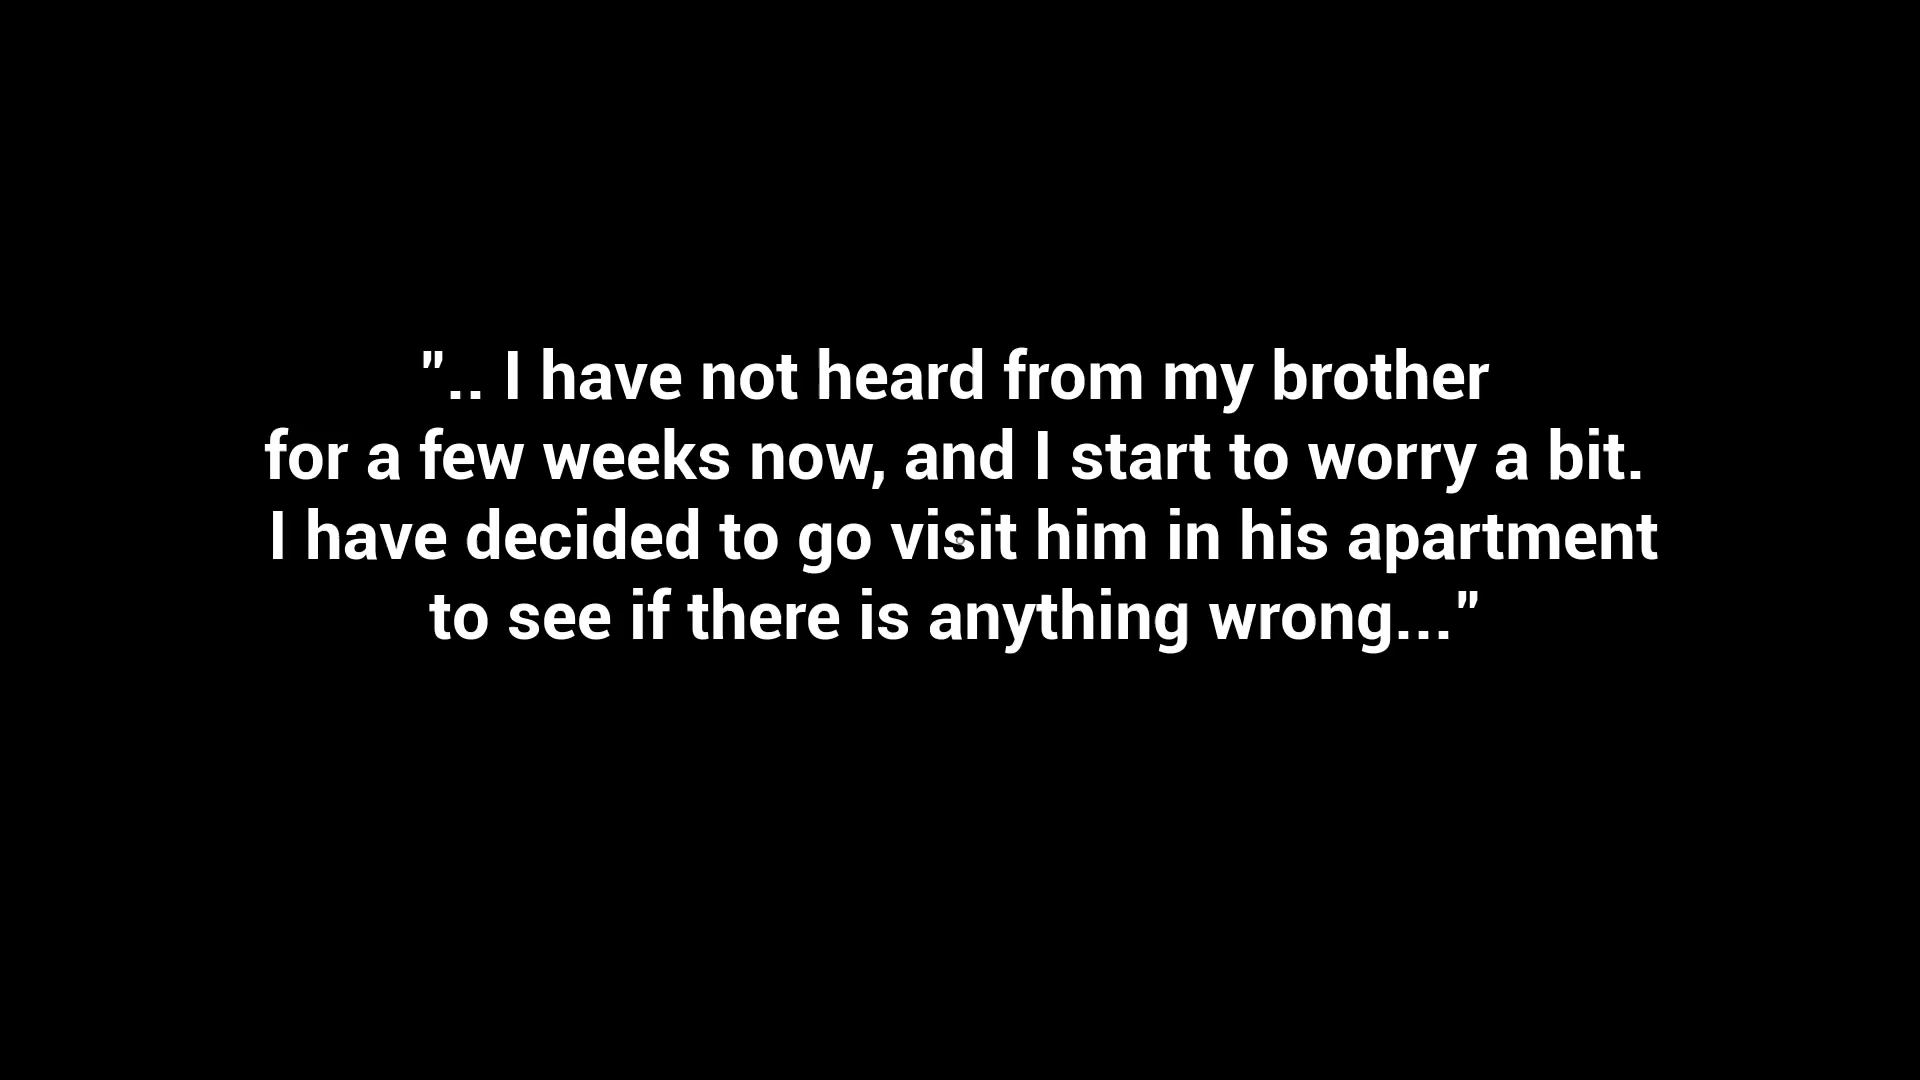 ".. I have not heard from my brother
for a few weeks now, and I start to worry a bit.
I have decided to go visit him in his apartment
to see if there is anything wrong..."